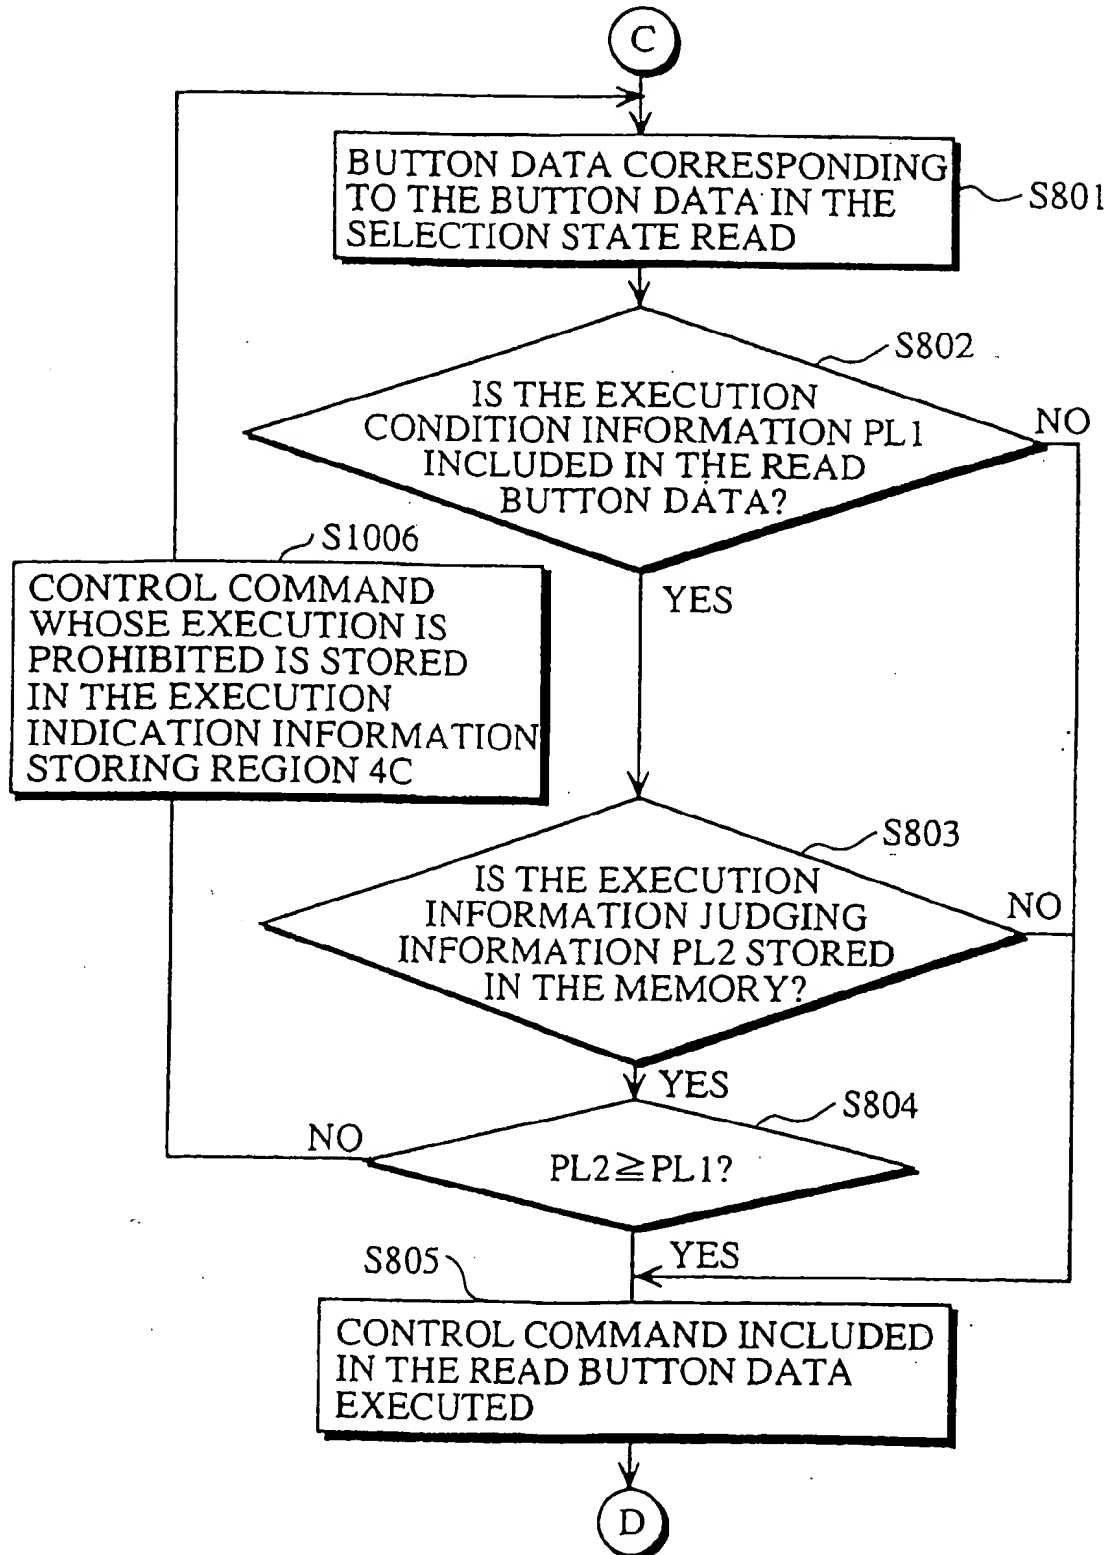 C
BUTTON DATA CORRESPONDING
TO THE BUTTON DATA IN THE
SELECTION STATE READ
S801
S802
IS THE EXECUTION
CONDITION INFORMATION PL1
INCLUDED IN THE READ
BUTTON DATA?
NO
YES
S1006
CONTROL COMMAND
WHOSE EXECUTION IS
PROHIBITED IS STORED
IN THE EXECUTION
INDICATION INFORMATION
STORING REGION 4C
S803
IS THE EXECUTION
INFORMATION JUDGING
INFORMATION PL2 STORED
IN THE MEMORY?
NO
YES
S804
PL2≧PL1?
NO
YES
S805
CONTROL COMMAND INCLUDED
IN THE READ BUTTON DATA
EXECUTED
D